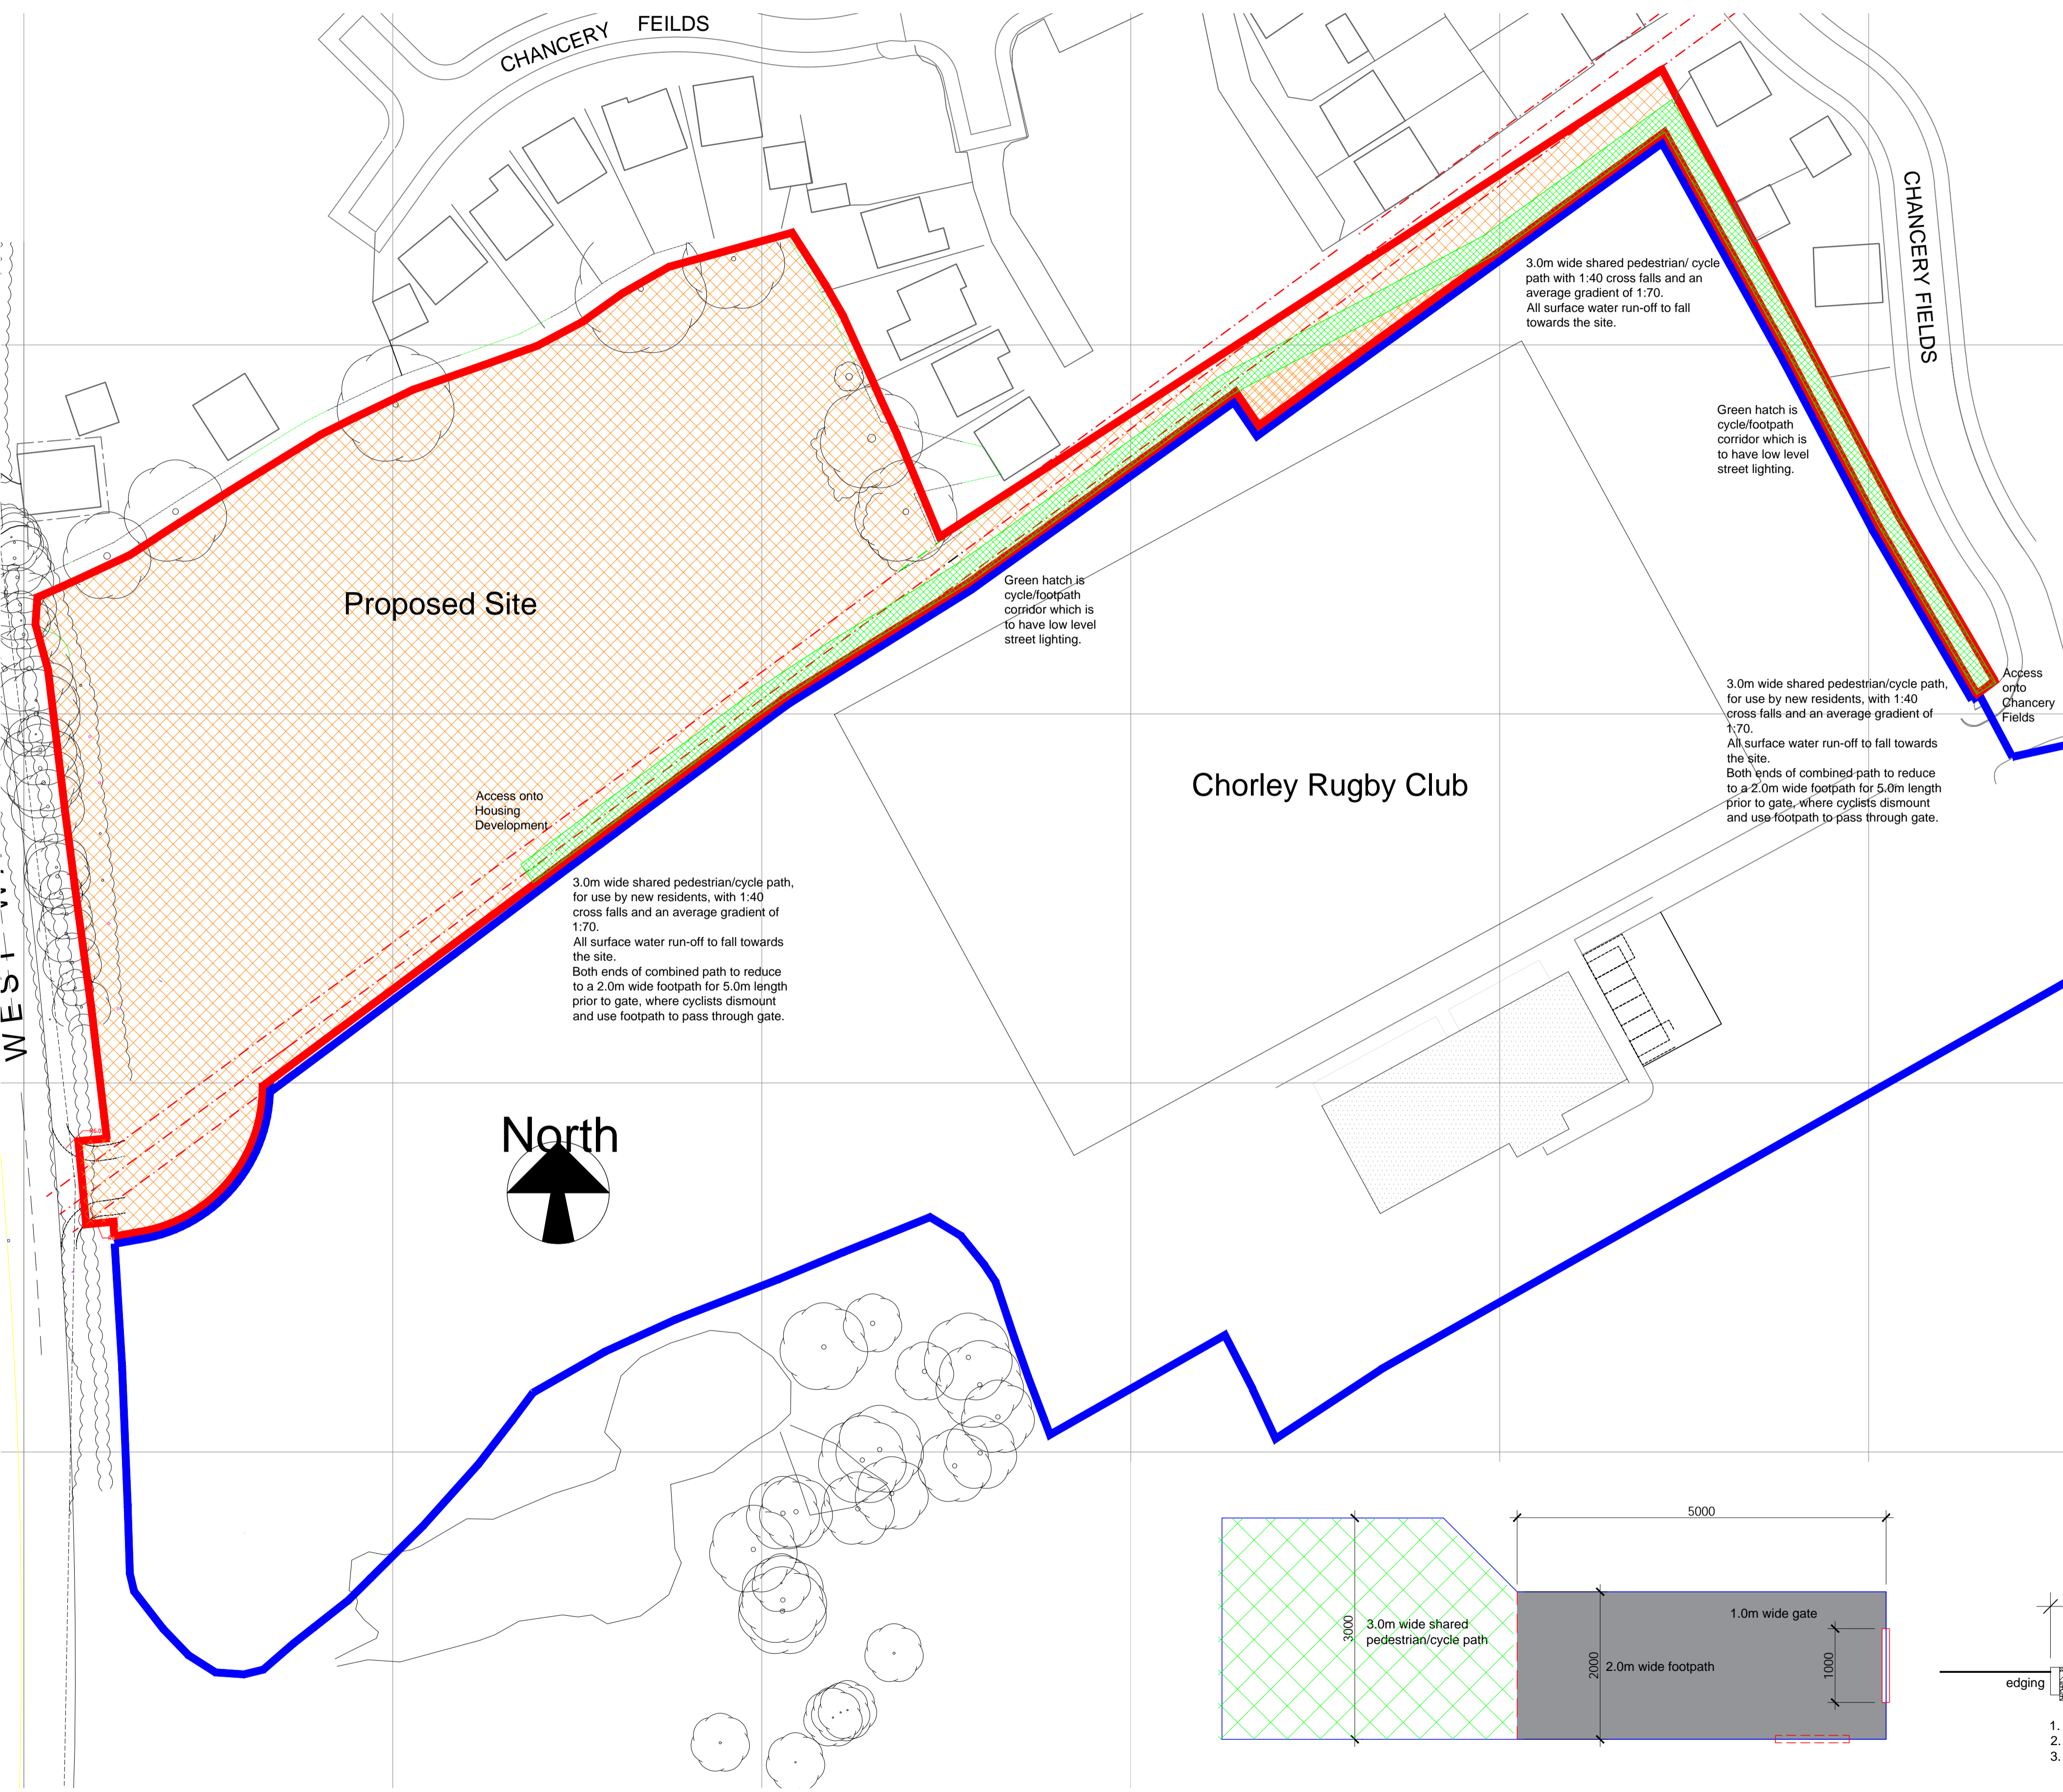 CHANCERY
FEILDS
CHANCERY FIELDS
3.0m wide shared pedestrian/ cycle
path with 1:40 cross falls and an
average gradient of 1:70.
All surface water run-off to fall
towards the site.
Green hatch is
cycle/footpath
corridor which is
to have low level
street lighting.
Proposed Site
Green hatch is
cycle/footpath
corridor which is
to have low level
street lighting.
Access
onto
Chancery
Fields
3.0m wide shared pedestrian/cycle path,
for use by new residents, with 1:40
cross falls and an average gradient of
1:70.
All surface water run-off to fall towards
the site.
Both ends of combined path to reduce
to a 2.0m wide footpath for 5.0m length
prior to gate, where cyclists dismount
and use footpath to pass through gate.
Chorley Rugby Club
Access onto
Housing
Development
3.0m wide shared pedestrian/cycle path,
for use by new residents, with 1:40
cross falls and an average gradient of
1:70.
All surface water run-off to fall towards
the site.
Both ends of combined path to reduce
to a 2.0m wide footpath for 5.0m length
prior to gate, where cyclists dismount
and use footpath to pass through gate.
WEST
North
5000
3000
3.0m wide shared
pedestrian/cycle path
1.0m wide gate
2000
2.0m wide footpath
1000
edging
1.
2.
3.